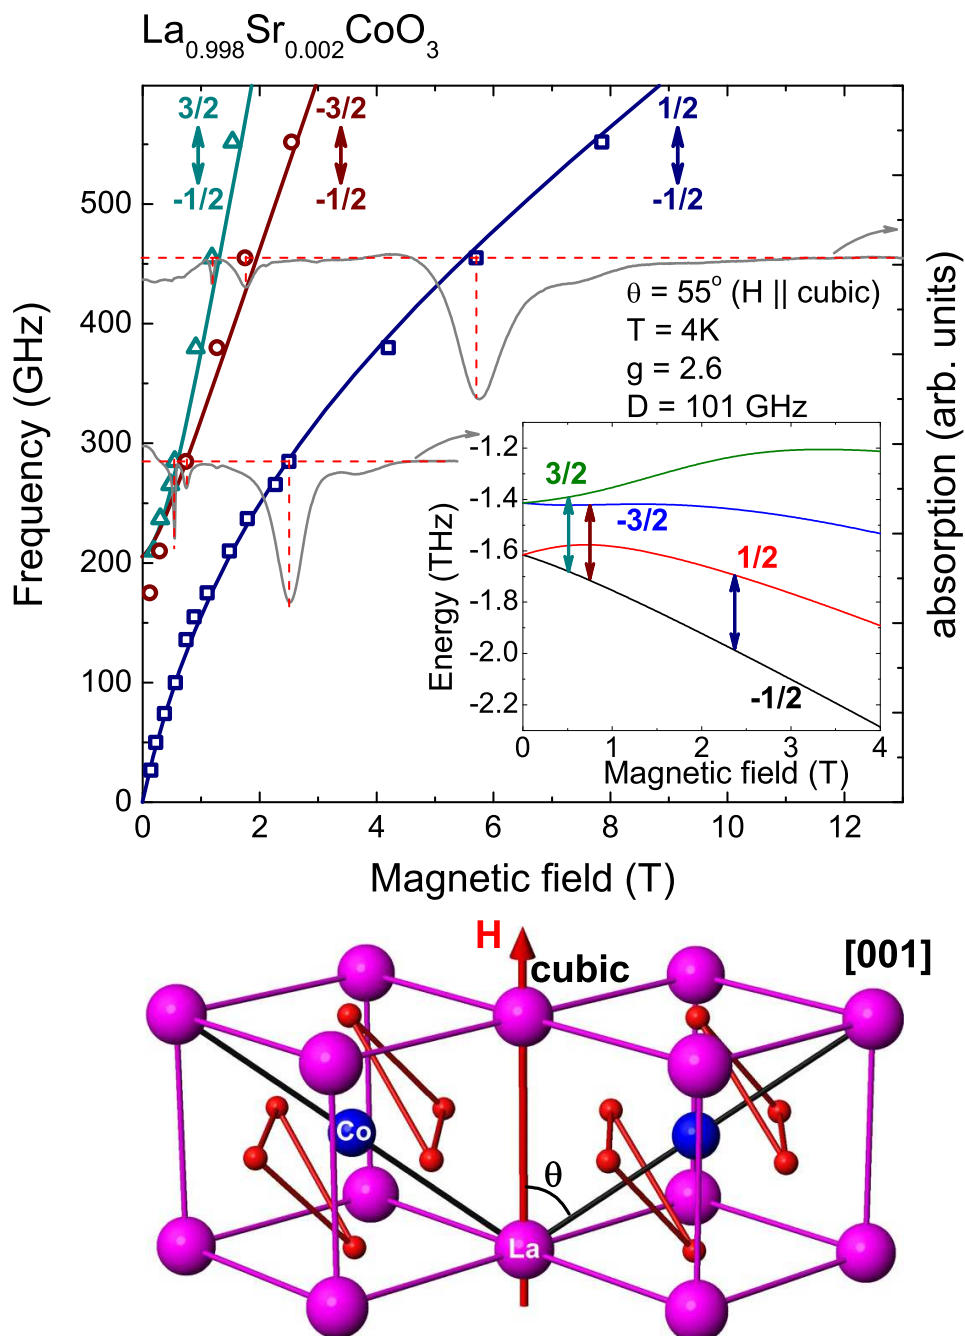 La0.998Sr0.002CoO3
3/2
-3/2
1/2
-1/2
-1/2
-1/2
500
400
300
200
100
0
Frequency (GHz)
absorption (arb. units)
θ = 55° (H || cubic)
T = 4K
g = 2.6
D = 101 GHz
-1.2
-1.4
-1.6
-1.8
-2.0
-2.2
Energy (THz)
3/2
-3/2
1/2
-1/2
0 1 2 3 4
Magnetic field (T)
0 2 4 6 8 10 12
Magnetic field (T)
H
cubic
[001]
Co
θ
La